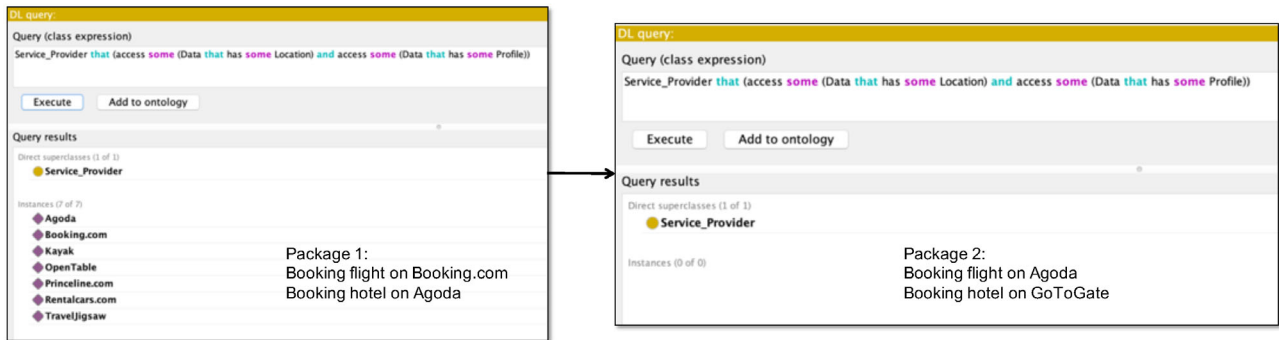 DL query:
Query (class expression)
Service_Provider that (access some (Data that has some Location) and access some (Data that has some Profile))
Execute Add to ontology
Query results
Direct superclasses (1 of 1)
Service_Provider
Instances (7 of 7)
Agoda
Booking.com
Kayak
OpenTable
Princeline.com
Rentalcars.com
TravelJigsaw
Package 1:
Booking flight on Booking.com
Booking hotel on Agoda
DL query:
Query (class expression)
Service_Provider that (access some (Data that has some Location) and access some (Data that has some Profile))
Execute Add to ontology
Query results
Direct superclasses (1 of 1)
Service_Provider
Instances (0 of 0)
Package 2:
Booking flight on Agoda
Booking hotel on GoToGate